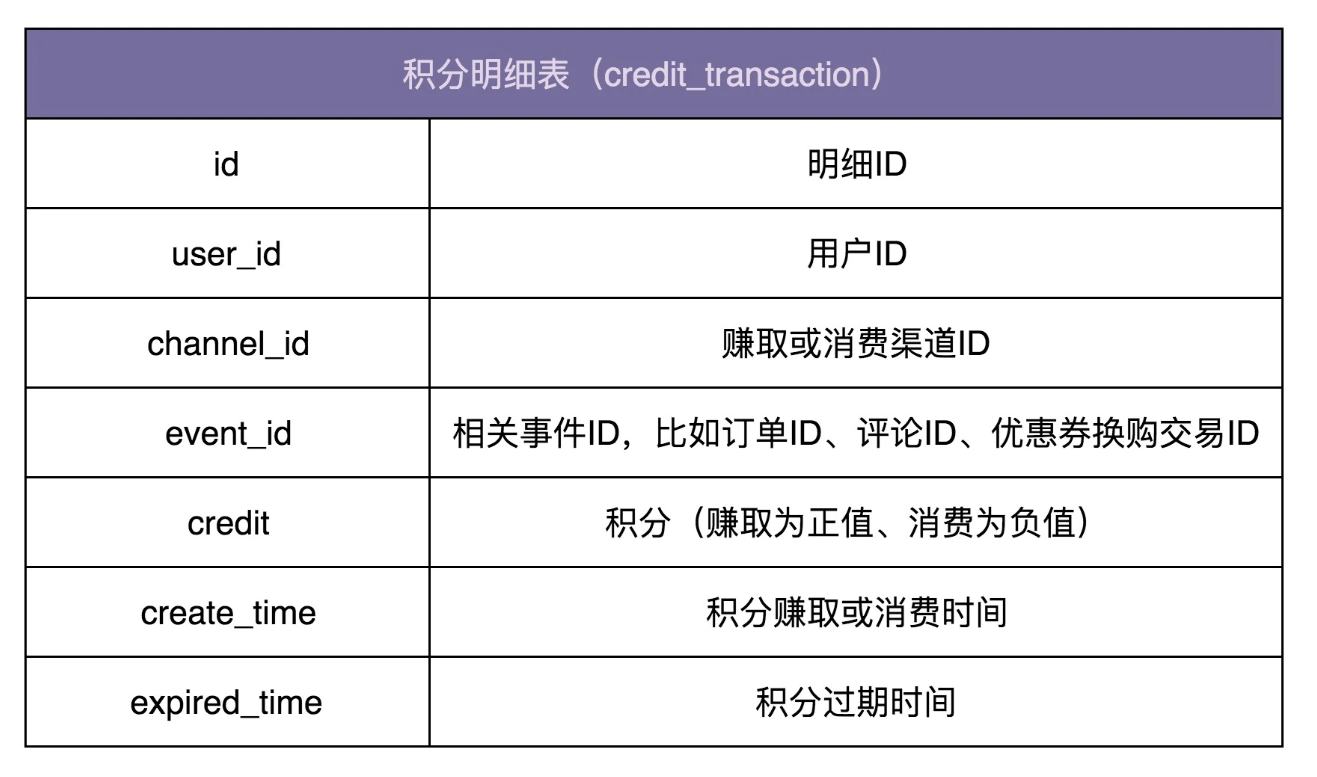 积分明细表（credit_transaction）
id 明细ID
user_id 用户ID
channel_id 赚取或消费渠道ID
event_id 相关事件ID，比如订单ID、评论ID、优惠券换购交易ID
credit 积分（赚取为正值、消费为负值）
create_time 积分赚取或消费时间
expired_time 积分过期时间